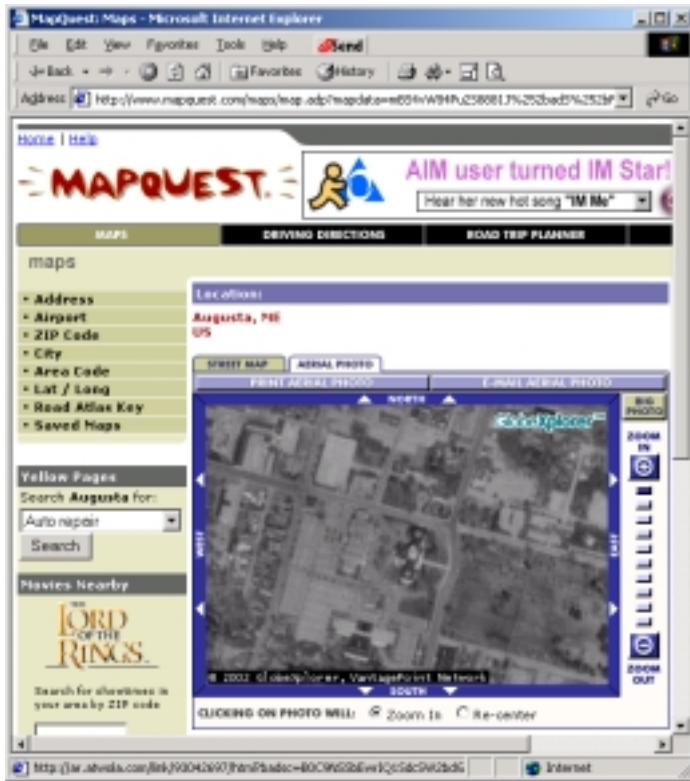 MapQuest: Maps - Microsoft Internet Explorer
File Edit View Favorites Tools Help Send
Back Favorites History
Address http://www.mapquest.com/maps/map.adp?mapdata= Go
Home | Help
MAPQUEST.
AIM user turned IM Star!
Hear her new hot song "IM Me"
MAPS DRIVING DIRECTIONS ROAD TRIP PLANNER
maps
Address
Airport
ZIP Code
City
Area Code
Lat / Long
Road Atlas Key
Saved Maps
Yellow Pages
Search Augusta for:
Auto repair
Search
Movies Nearby
THE
LORD
OF THE
RINGS
Search for showtimes in
your area by ZIP code
Location:
Augusta, ME
US
STREET MAP AERIAL PHOTO
PRINT AERIAL PHOTO E-MAIL AERIAL PHOTO
NORTH
GlobeXplorer
WEST
EAST
© 2002 GlobeXplorer, VantagePoint Network
SOUTH
BIG
PHOTO
ZOOM
IN
ZOOM
OUT
CLICKING ON PHOTO WILL: Zoom In Re-center
Internet